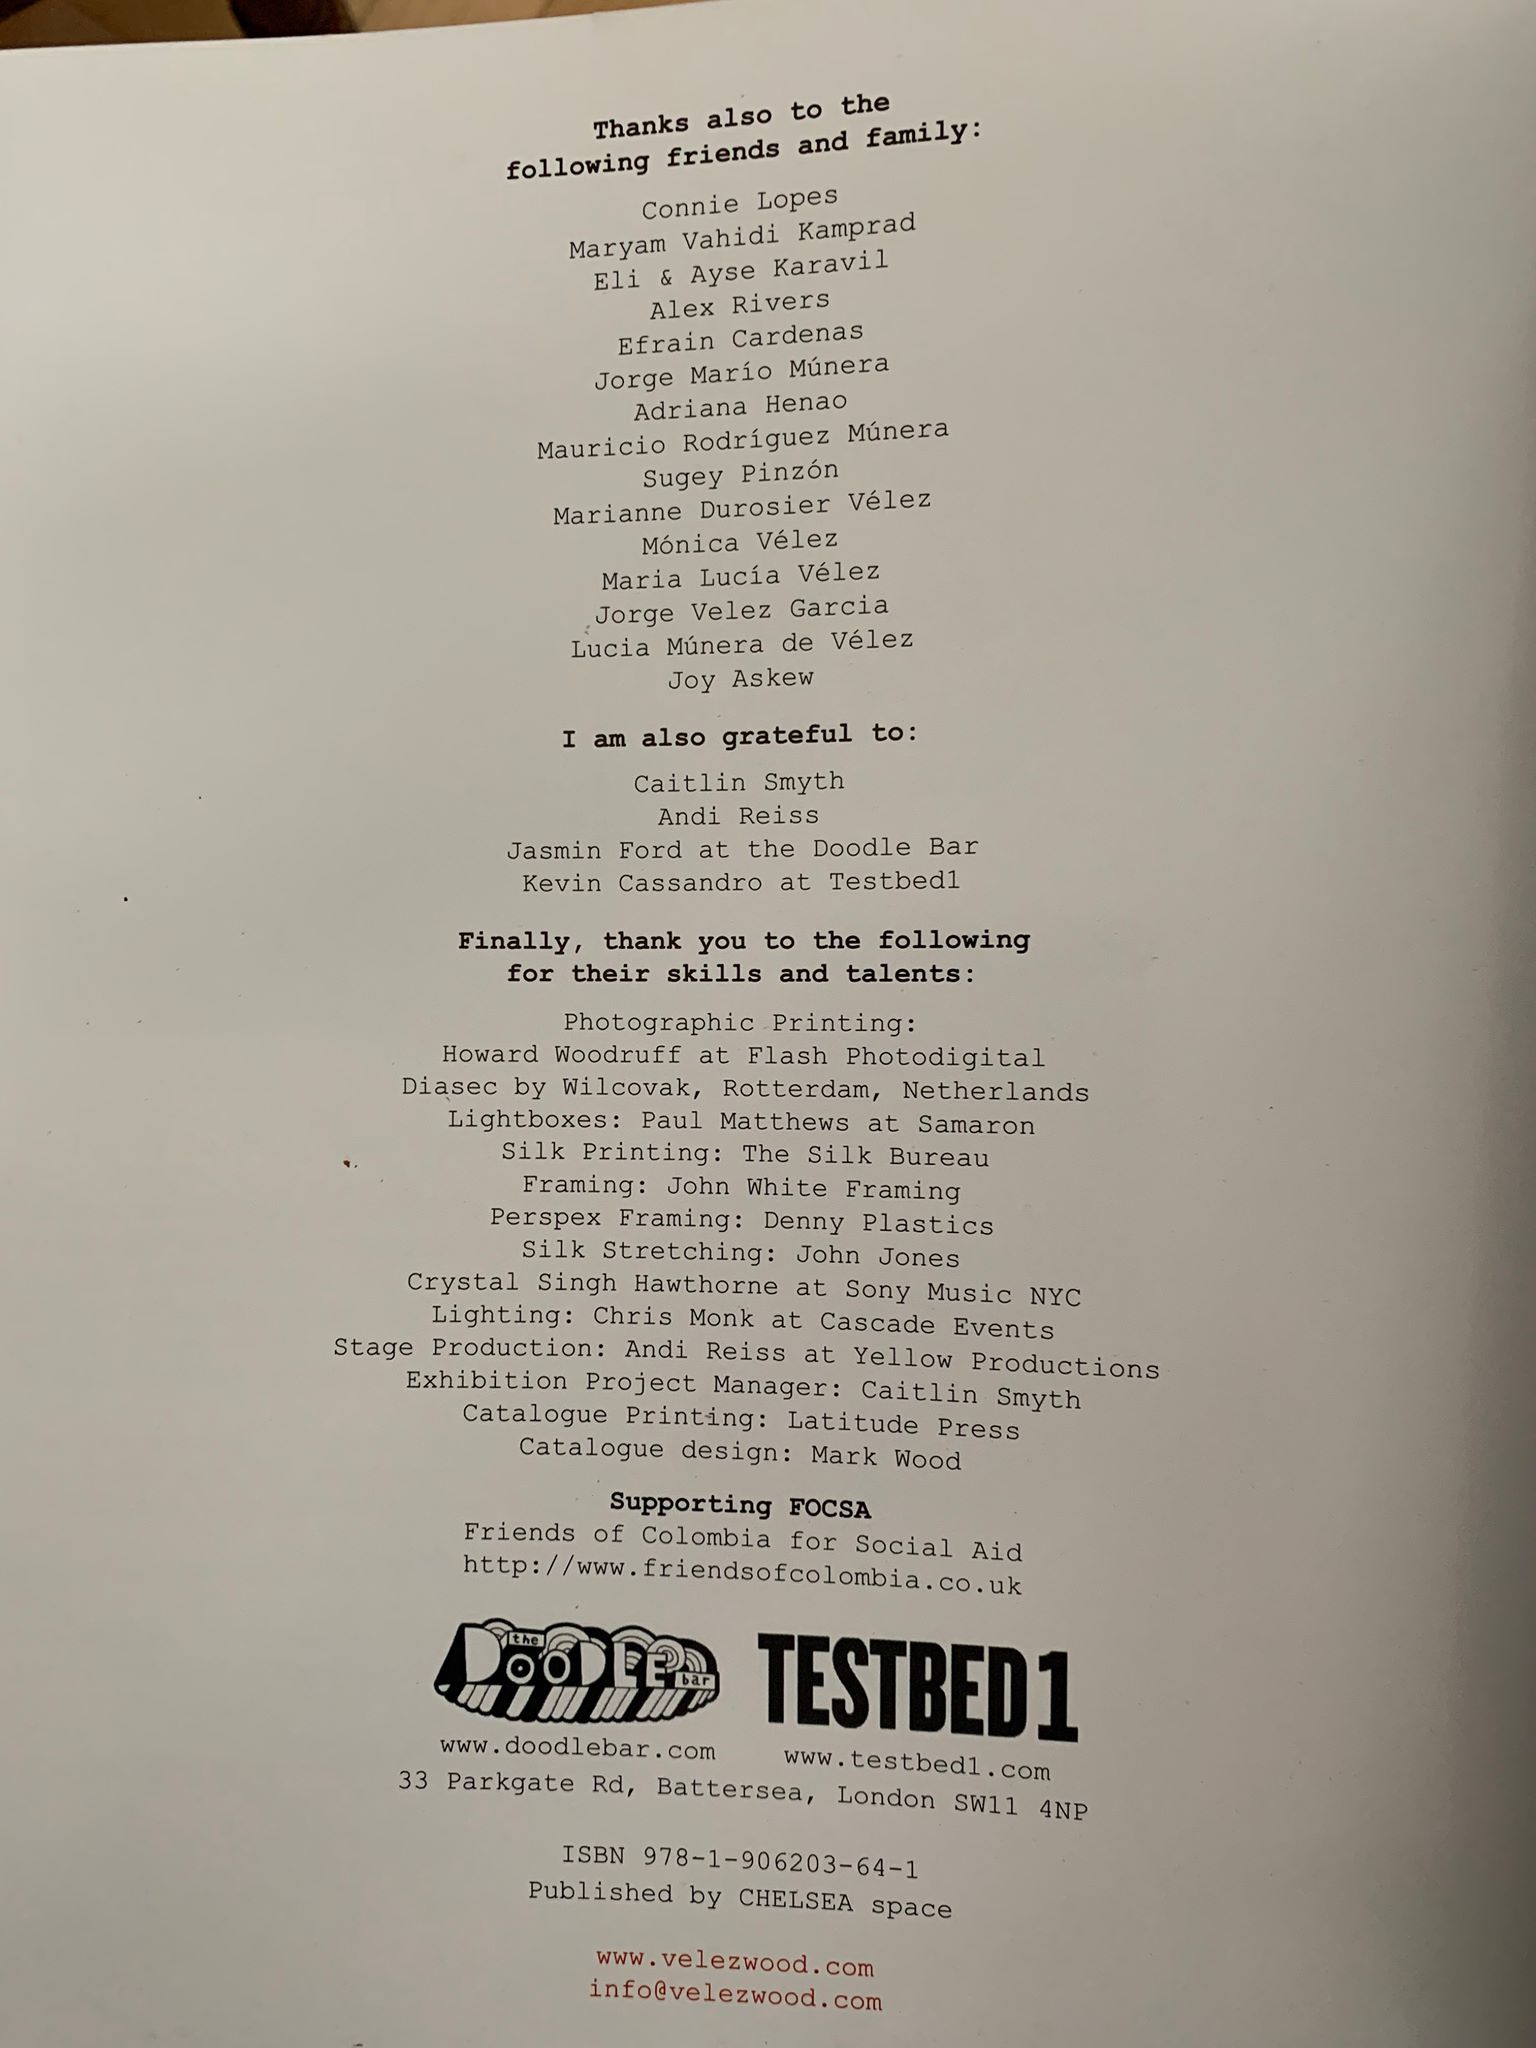 Thanks also to the
following friends and family:
Connie Lopes
Maryam Vahidi Kamprad
Eli & Ayse Karavil
Alex Rivers
Efrain Cardenas
Jorge Marío Múnera
Adriana Henao
Mauricio Rodríguez Múnera
Sugey Pinzón
Marianne Durosier Vélez
Mónica Vélez
Maria Lucía Vélez
Jorge Velez Garcia
Lucia Múnera de Vélez
Joy Askew
I am also grateful to:
Caitlin Smyth
Andi Reiss
Jasmin Ford at the Doodle Bar
Kevin Cassandro at Testbed1
Finally, thank you to the following
for their skills and talents:
Photographic Printing:
Howard Woodruff at Flash Photodigital
Diasec by Wilcovak, Rotterdam, Netherlands
Lightboxes: Paul Matthews at Samaron
Silk Printing: The Silk Bureau
Framing: John White Framing
Perspex Framing: Denny Plastics
Silk Stretching: John Jones
Crystal Singh Hawthorne at Sony Music NYC
Lighting: Chris Monk at Cascade Events
Stage Production: Andi Reiss at Yellow Productions
Exhibition Project Manager: Caitlin Smyth
Catalogue Printing: Latitude Press
Catalogue design: Mark Wood
Supporting FOCSA
Friends of Colombia for Social Aid
http://www.friendsofcolombia.co.uk
the DOODLE bar
TESTBED1
www.doodlebar.com
www.testbed1.com
33 Parkgate Rd, Battersea, London SW11 4NP
ISBN 978-1-906203-64-1
Published by CHELSEA space
www.velezwood.com
info@velezwood.com